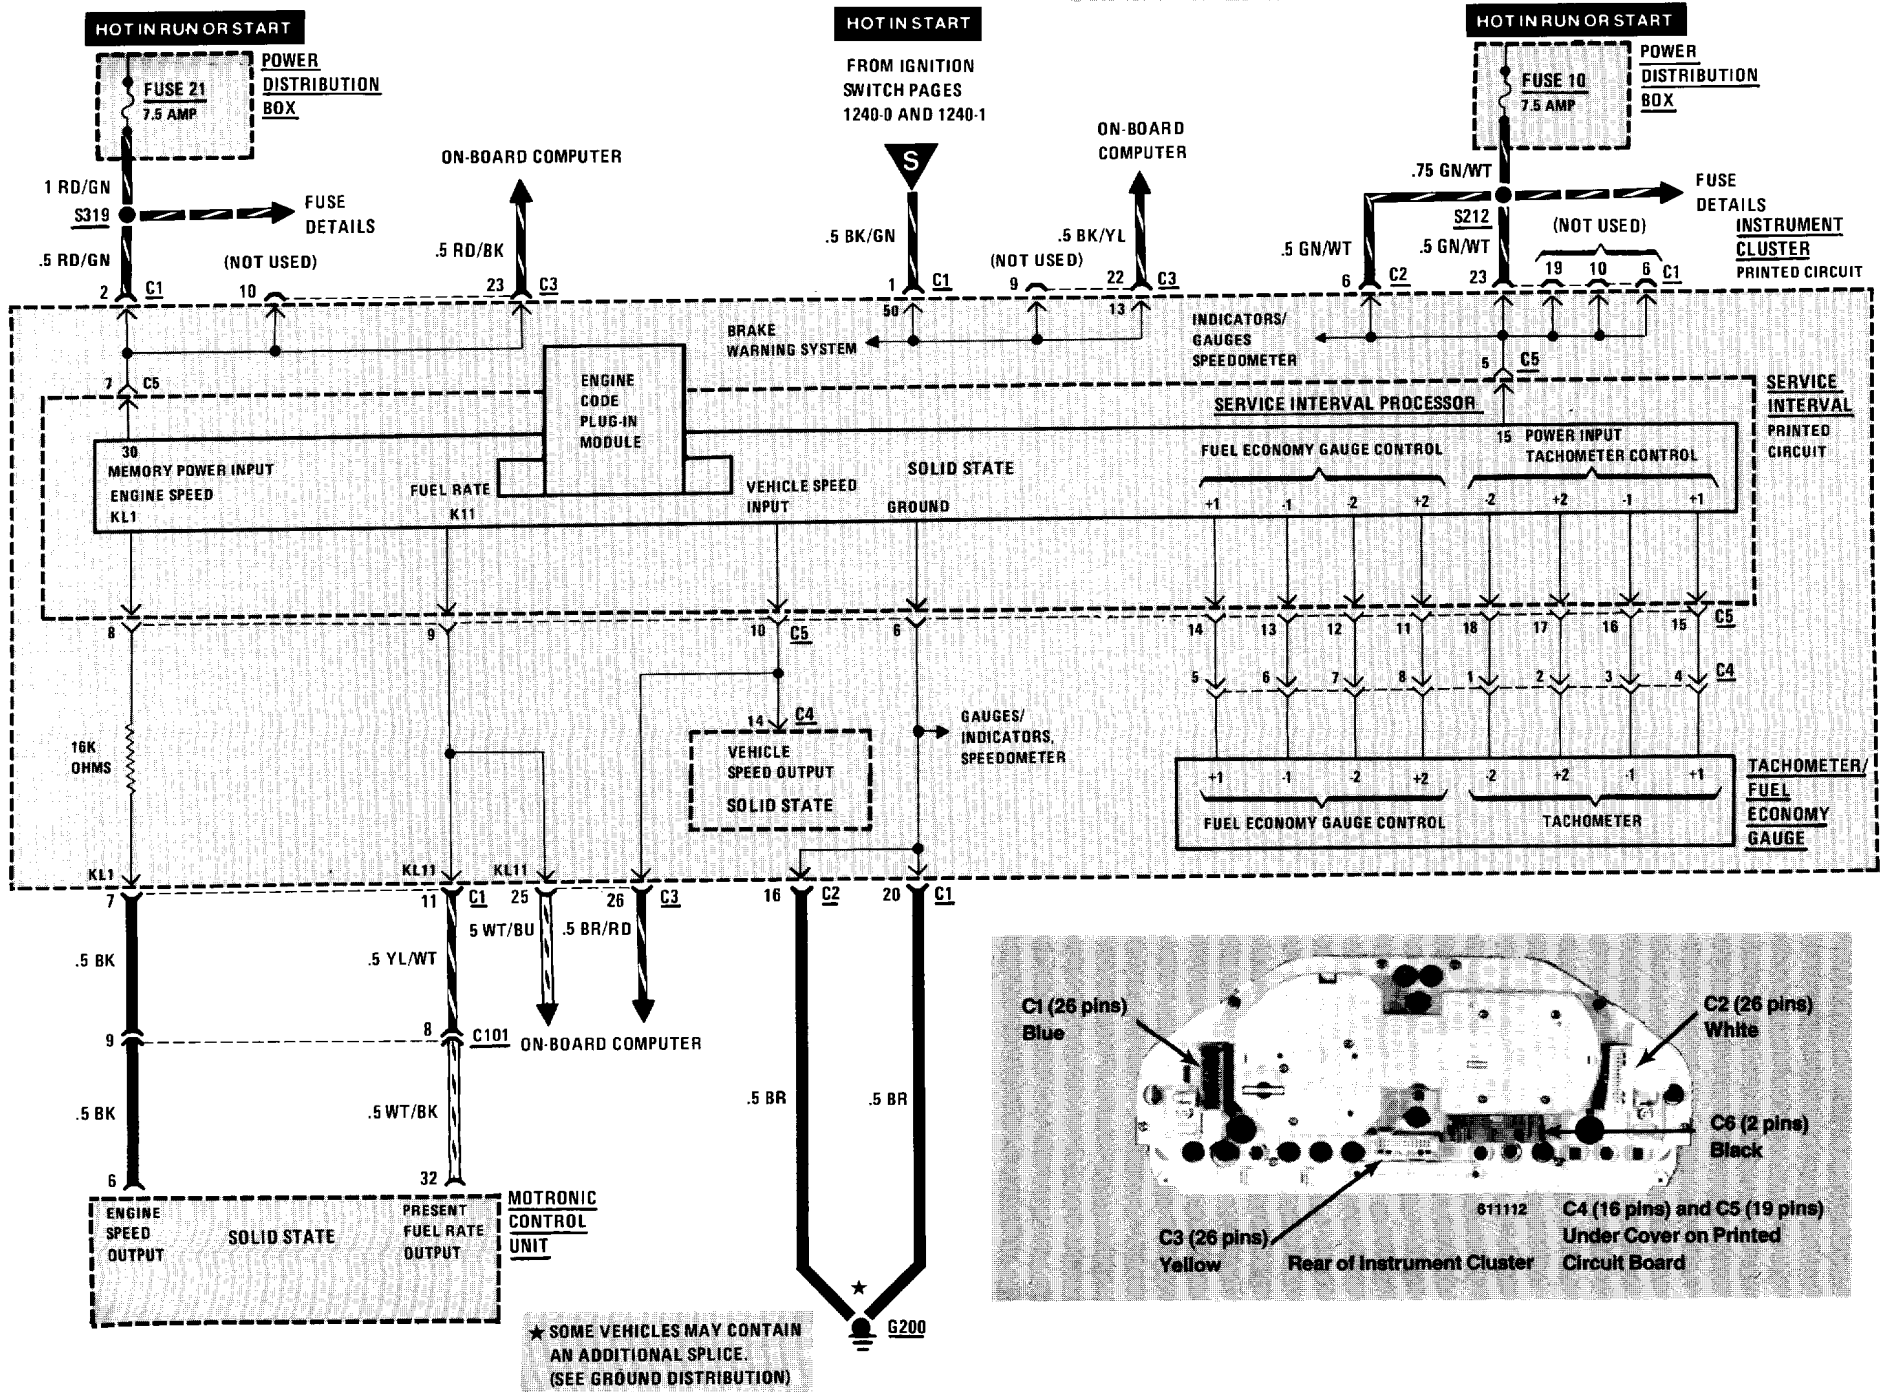 HOT IN RUN OR START
HOT IN START
HOT IN RUN OR START
FUSE 21
7.5 AMP
POWER
DISTRIBUTION
BOX
FROM IGNITION
SWITCH PAGES
1240-0 AND 1240-1
S
FUSE 10
7.5 AMP
POWER
DISTRIBUTION
BOX
ON-BOARD COMPUTER
ON-BOARD
COMPUTER
1 RD/GN
S319
FUSE
DETAILS
.5 RD/GN
(NOT USED)
.5 RD/BK
.5 BK/GN
(NOT USED)
.5 BK/YL
.75 GN/WT
S212
FUSE
DETAILS
.5 GN/WT
.5 GN/WT
(NOT USED)
INSTRUMENT
CLUSTER
PRINTED CIRCUIT
2 C1
10
23 C3
1 C1
9
22 C3
6 C2
23
19
10
6 C1
50
13
BRAKE
WARNING SYSTEM
INDICATORS/
GAUGES
SPEEDOMETER
7 C5
5 C5
ENGINE
CODE
PLUG-IN
MODULE
SERVICE INTERVAL PROCESSOR
SERVICE
INTERVAL
PRINTED
CIRCUIT
30
MEMORY POWER INPUT
ENGINE SPEED
KL1
FUEL RATE
K11
VEHICLE SPEED
INPUT
SOLID STATE
GROUND
FUEL ECONOMY GAUGE CONTROL
15 POWER INPUT
TACHOMETER CONTROL
+1 -1 -2 +2 -2 +2 -1 +1
8
9
10 C5
6
14 13 12 11 18 17 16 15 C5
5 6 7 8 1 2 3 4 C4
16K
OHMS
14 C4
VEHICLE
SPEED OUTPUT
SOLID STATE
GAUGES/
INDICATORS,
SPEEDOMETER
+1 -1 -2 +2 -2 +2 -1 +1
FUEL ECONOMY GAUGE CONTROL
TACHOMETER
TACHOMETER/
FUEL
ECONOMY
GAUGE
KL1
KL11
KL11
7
11 C1
25
26 C3
16 C2
20 C1
.5 BK
.5 YL/WT
5 WT/BU
.5 BR/RD
9
8 C101
ON-BOARD COMPUTER
.5 BK
.5 WT/BK
.5 BR
.5 BR
6
32
ENGINE
SPEED
OUTPUT
SOLID STATE
PRESENT
FUEL RATE
OUTPUT
MOTRONIC
CONTROL
UNIT
★
G200
★ SOME VEHICLES MAY CONTAIN
AN ADDITIONAL SPLICE.
(SEE GROUND DISTRIBUTION)
C1 (26 pins)
Blue
C2 (26 pins)
White
C6 (2 pins)
Black
C3 (26 pins)
Yellow
611112
Rear of Instrument Cluster
C4 (16 pins) and C5 (19 pins)
Under Cover on Printed
Circuit Board